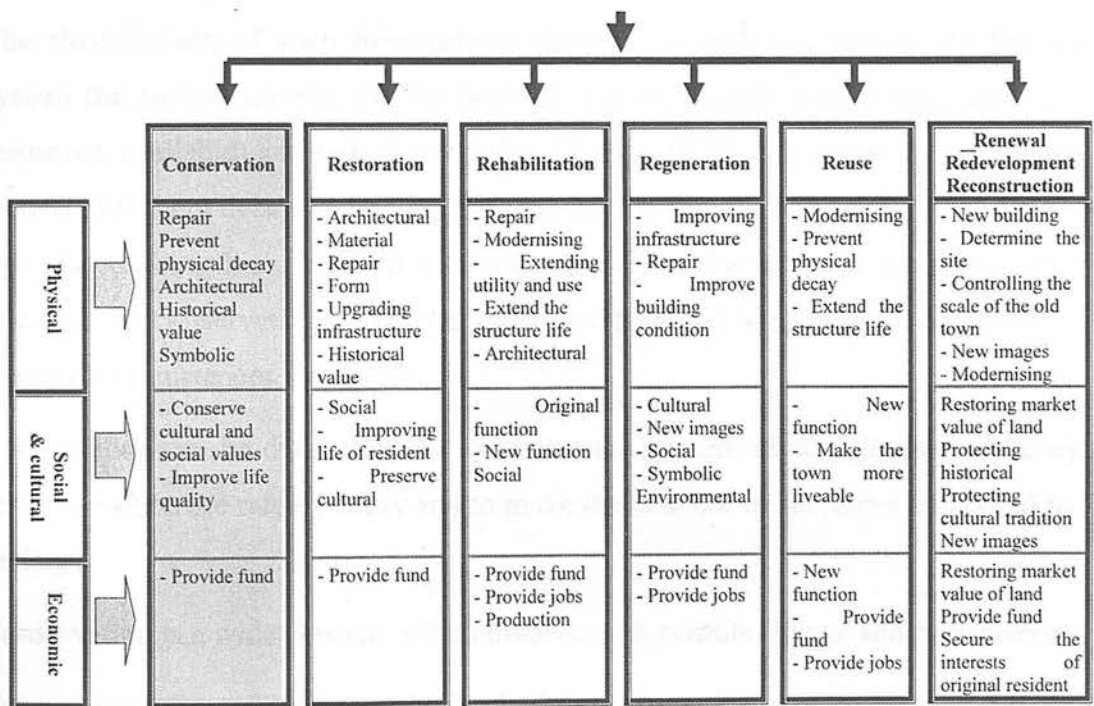 Conservation
Restoration
Rehabilitation
Regeneration
Reuse
Renewal
Redevelopment
Reconstruction
Physical
Repair
Prevent
physical decay
Architectural
Historical
value
Symbolic
- Architectural
- Material
- Repair
- Form
- Upgrading
infrastructure
- Historical
value
- Repair
- Modernising
- Extending
utility and use
- Extend the
structure life
- Architectural
- Improving
infrastructure
- Repair
- Improve
building
condition
- Modernising
- Prevent
physical
decay
- Extend the
structure life
- New building
- Determine the
site
- Controlling the
scale of the old
town
- New images
- Modernising
Social
& cultural
- Conserve
cultural and
social values
- Improve life
quality
- Social
- Improving
life of resident
- Preserve
cultural
- Original
function
- New function
Social
- Cultural
- New images
Social
- Symbolic
Environmental
- New
function
- Make the
town more
liveable
Restoring market
value of land
Protecting
historical
Protecting
cultural tradition
New images
Economic
- Provide fund
- Provide fund
- Provide fund
- Provide jobs
- Production
- Provide fund
- Provide jobs
- New
function
- Provide
fund
- Provide jobs
Restoring market
value of land
Provide fund
Secure the
interests of
original resident